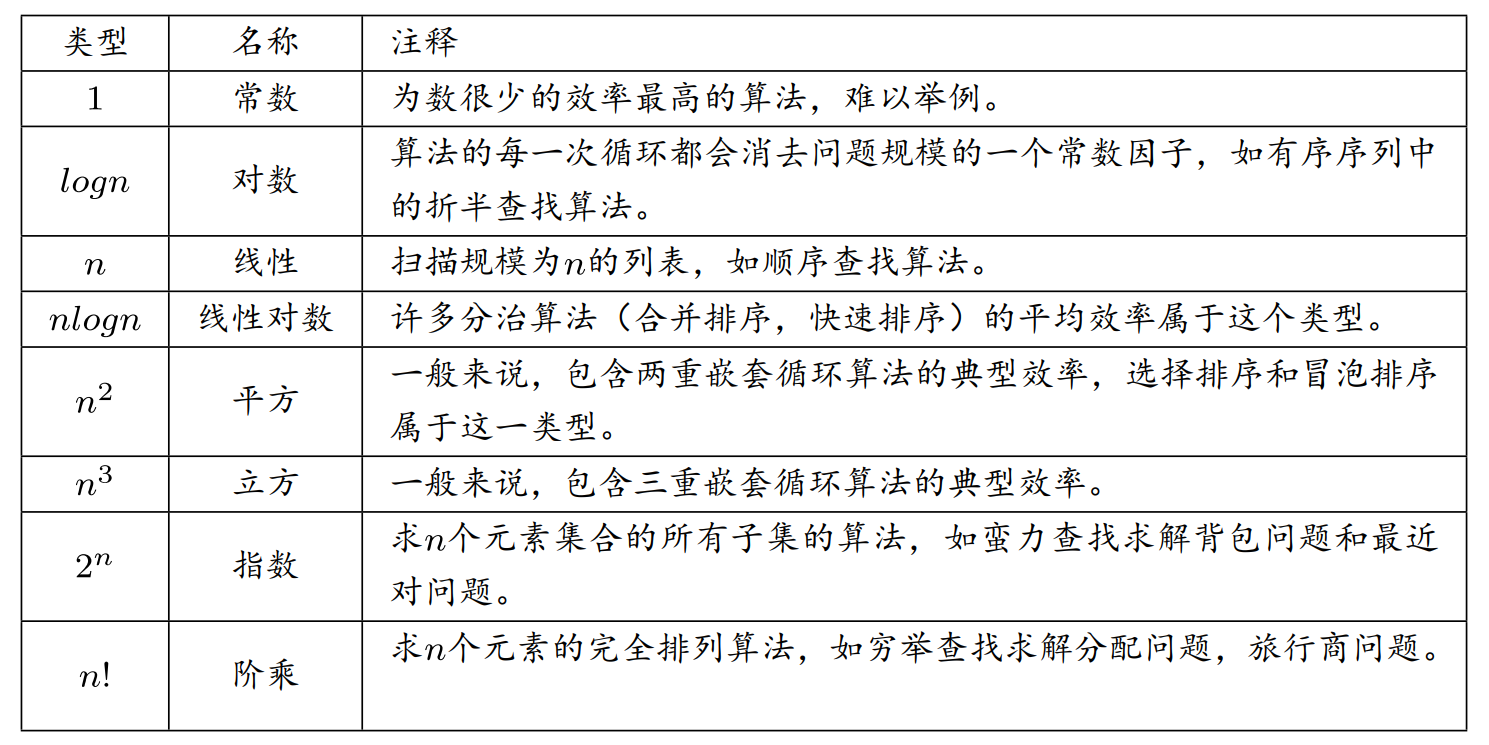 类型 名称 注释
1 常数 为数很少的效率最高的算法，难以举例。
logn 对数 算法的每一次循环都会消去问题规模的一个常数因子，如有序序列中
的折半查找算法。
n 线性 扫描规模为n的列表，如顺序查找算法。
nlogn 线性对数 许多分治算法（合并排序，快速排序）的平均效率属于这个类型。
n² 平方 一般来说，包含两重嵌套循环算法的典型效率，选择排序和冒泡排序
属于这一类型。
n³ 立方 一般来说，包含三重嵌套循环算法的典型效率。
2ⁿ 指数 求n个元素集合的所有子集的算法，如蛮力查找求解背包问题和最近
对问题。
n! 阶乘 求n个元素的完全排列算法，如穷举查找求解分配问题，旅行商问题。